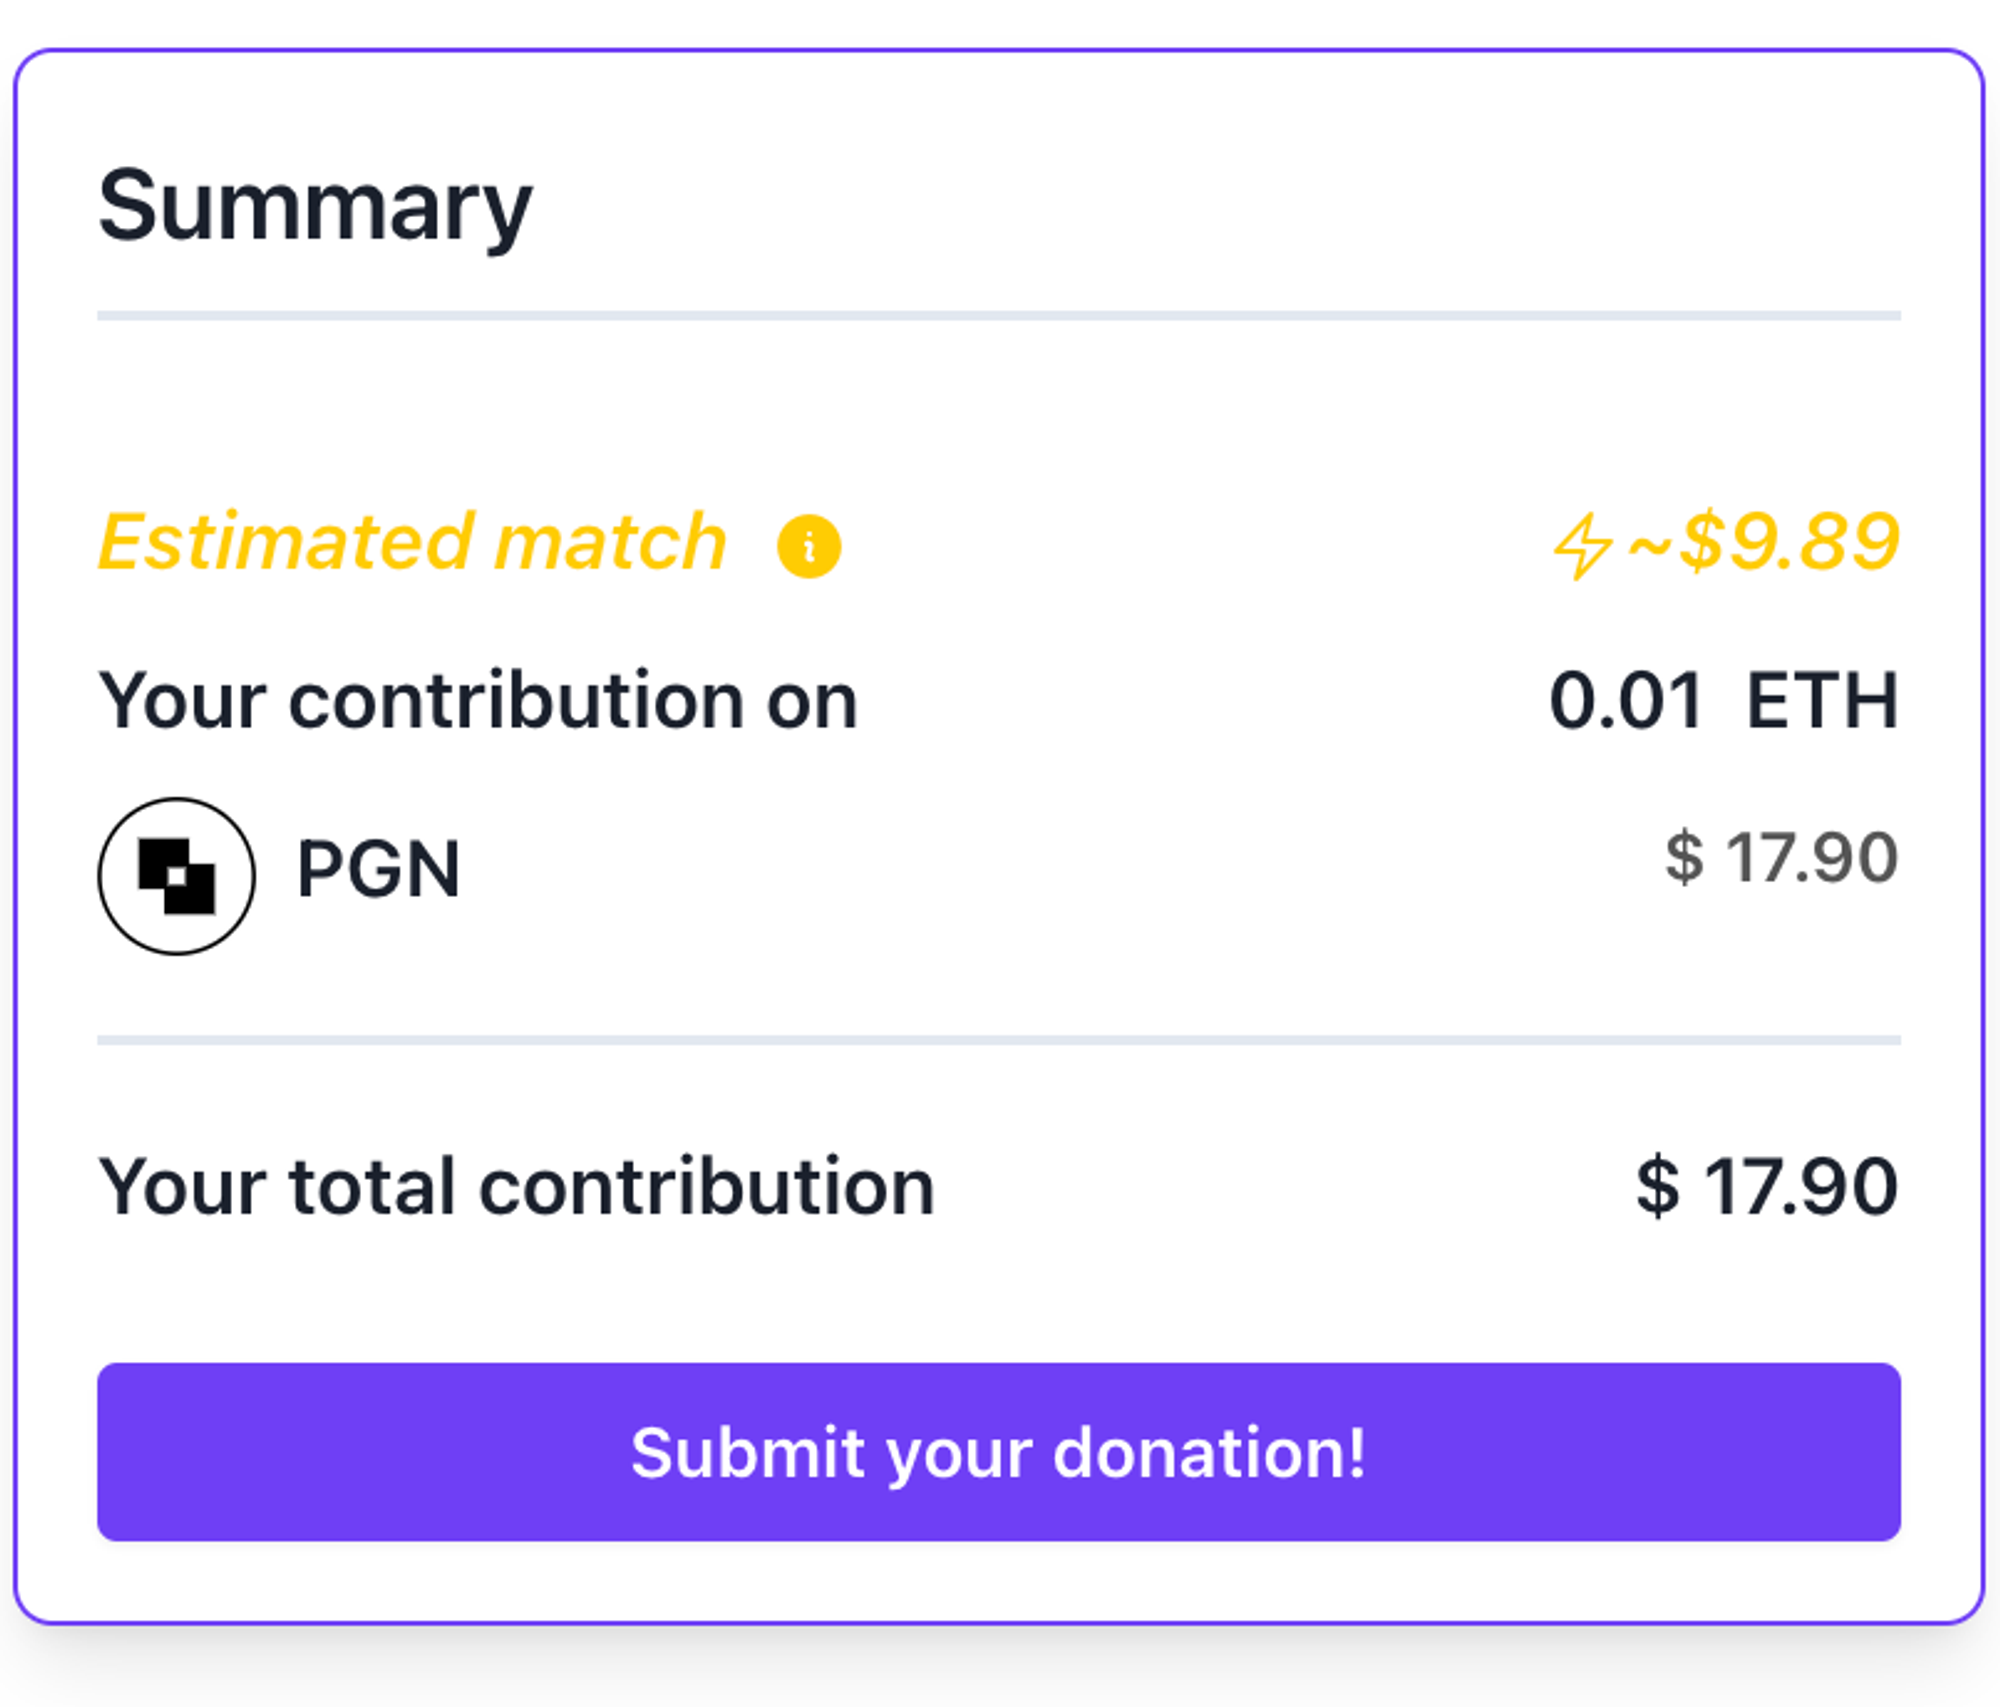 Summary
Estimated match ~$9.89
Your contribution on 0.01 ETH
PGN $ 17.90
Your total contribution $ 17.90
Submit your donation!